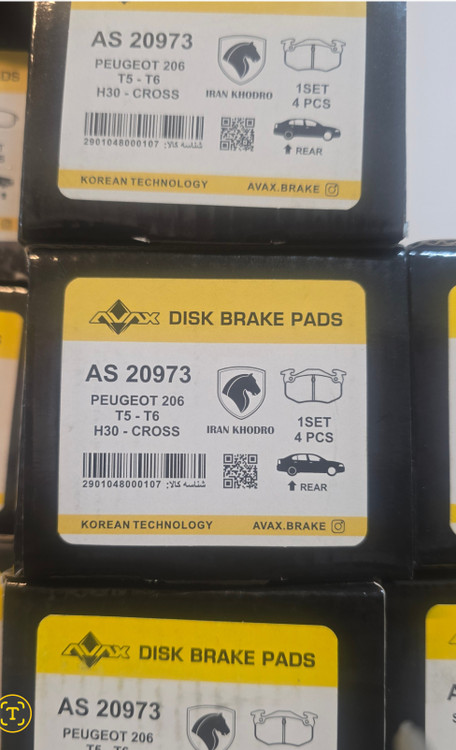 AS 20973
PEUGEOT 206
T5 - T6
H30 - CROSS
IRAN KHODRO
1SET
4 PCS
2901048000107 :شناسه کالا
REAR
KOREAN TECHNOLOGY
AVAX.BRAKE
AVAX DISK BRAKE PADS
AS 20973
PEUGEOT 206
T5 - T6
H30 - CROSS
IRAN KHODRO
1SET
4 PCS
2901048000107 :شناسه کالا
REAR
KOREAN TECHNOLOGY
AVAX.BRAKE
AVAX DISK BRAKE PADS
AS 20973
PEUGEOT 206
T5 - T6